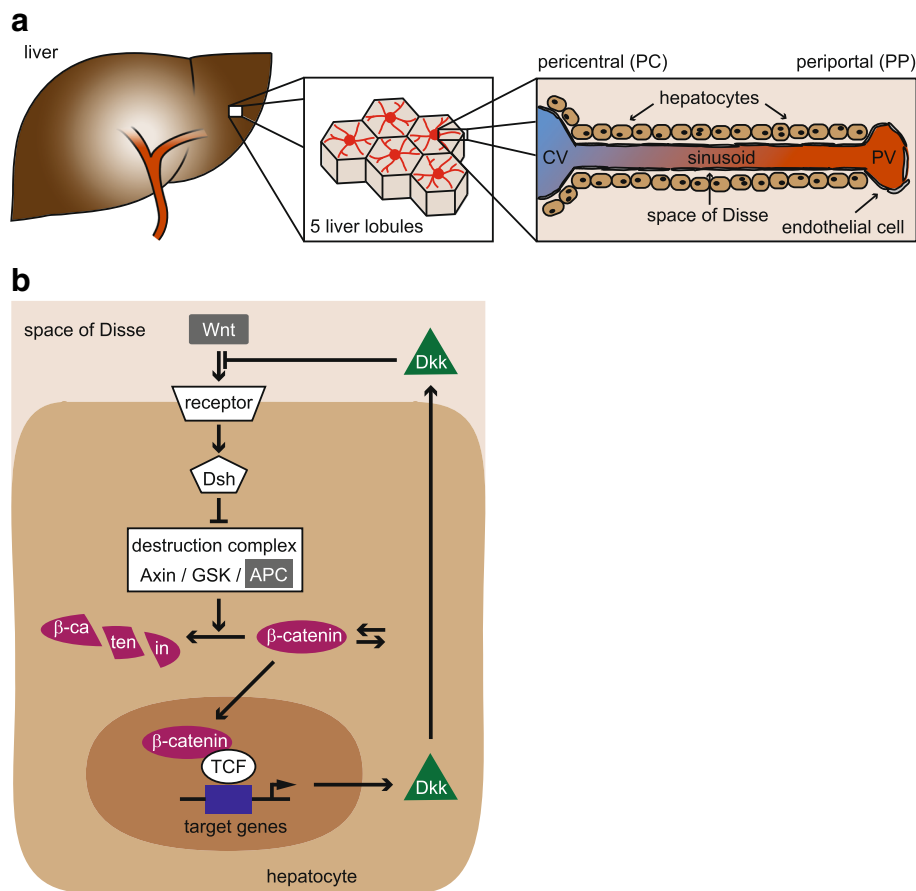 a
liver
5 liver lobules
pericentral (PC)
periportal (PP)
hepatocytes
CV
sinusoid
PV
space of Disse
endothelial cell
b
space of Disse
Wnt
Dkk
receptor
Dsh
destruction complex
Axin / GSK / APC
β-ca
ten
in
β-catenin
β-catenin
TCF
Dkk
target genes
hepatocyte